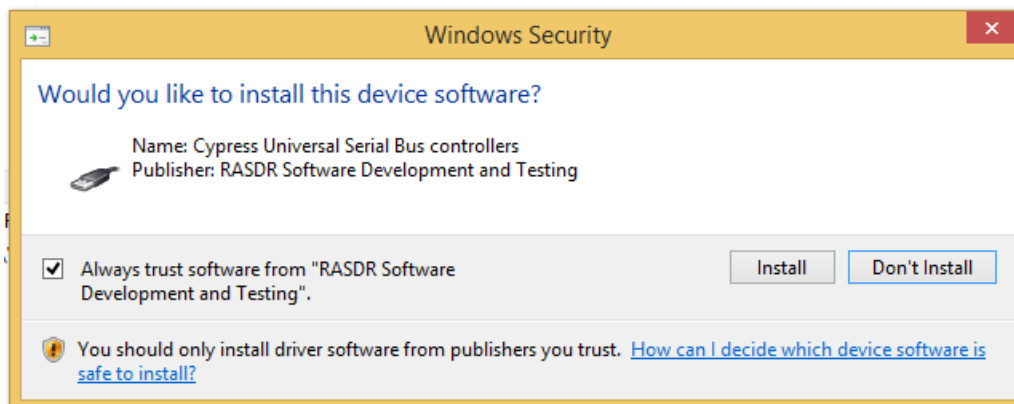 Windows Security
Would you like to install this device software?
Name: Cypress Universal Serial Bus controllers
Publisher: RASDR Software Development and Testing
Always trust software from "RASDR Software
Development and Testing".
Install
Don't Install
You should only install driver software from publishers you trust. How can I decide which device software is
safe to install?